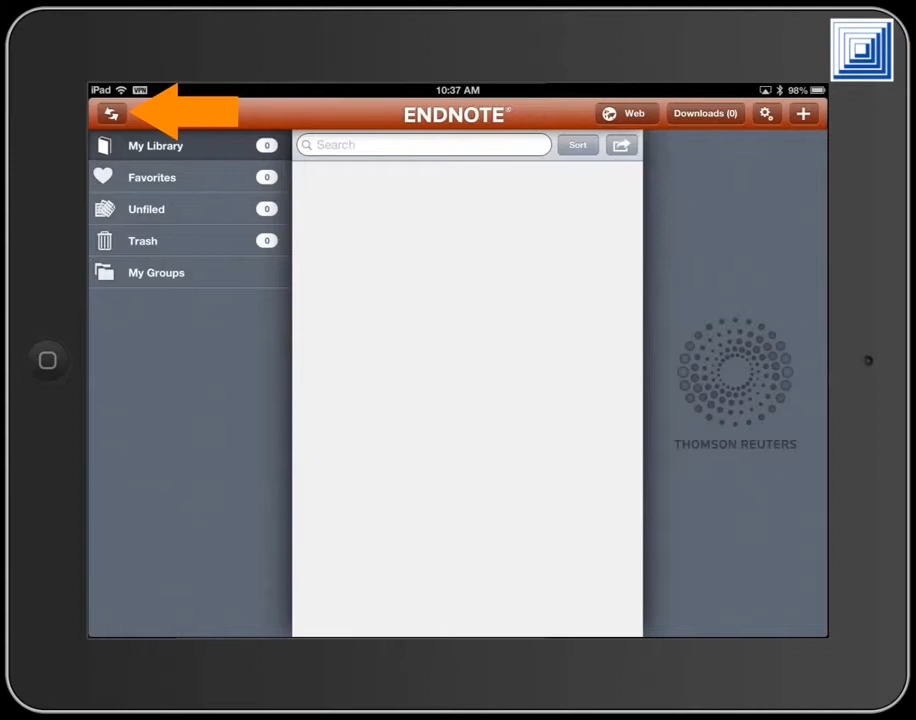 iPad VPN 10:37 AM 98%
ENDNOTE® Web Downloads (0)
My Library 0
Search Sort
Favorites 0
Unfiled 0
Trash 0
My Groups
THOMSON REUTERS